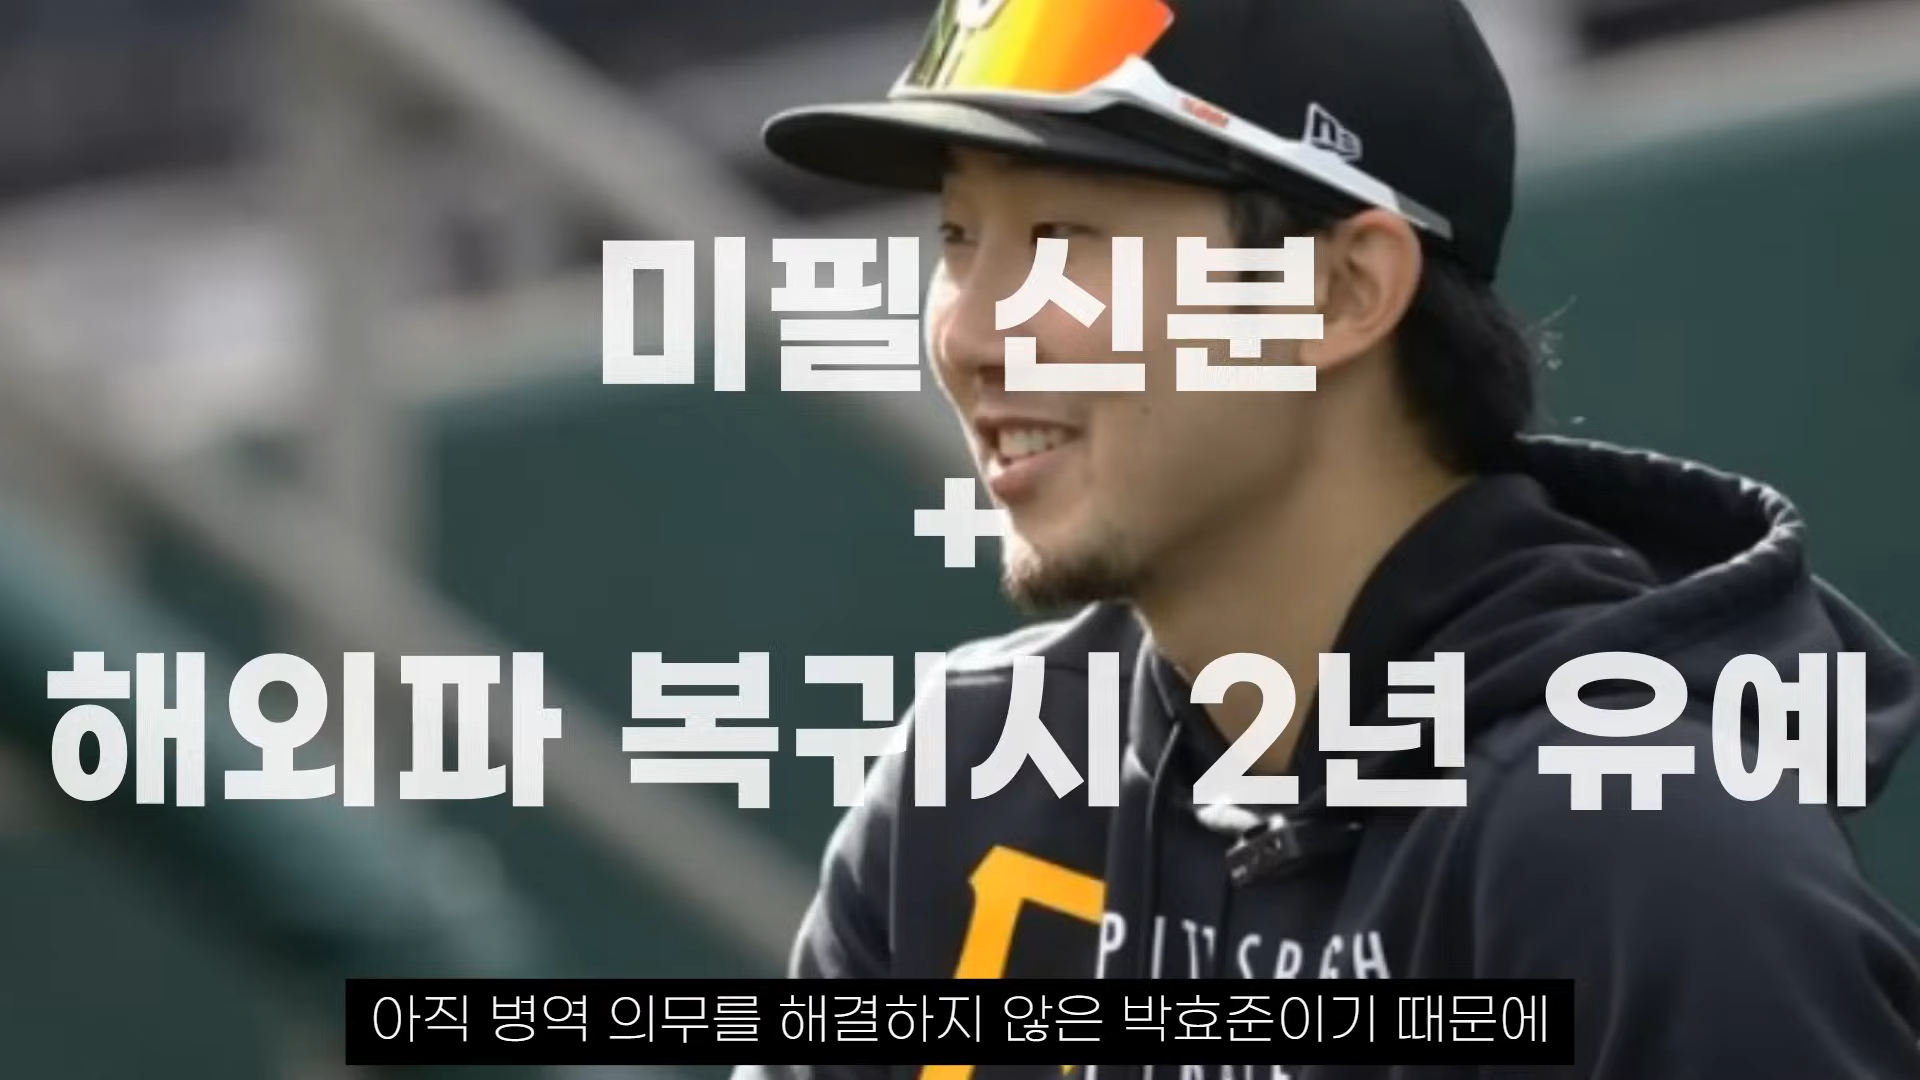 미필 신분
+
해외파 복귀시 2년 유예
PITTSBGH
아직 병역 의무를 해결하지 않은 박효준이기 때문에